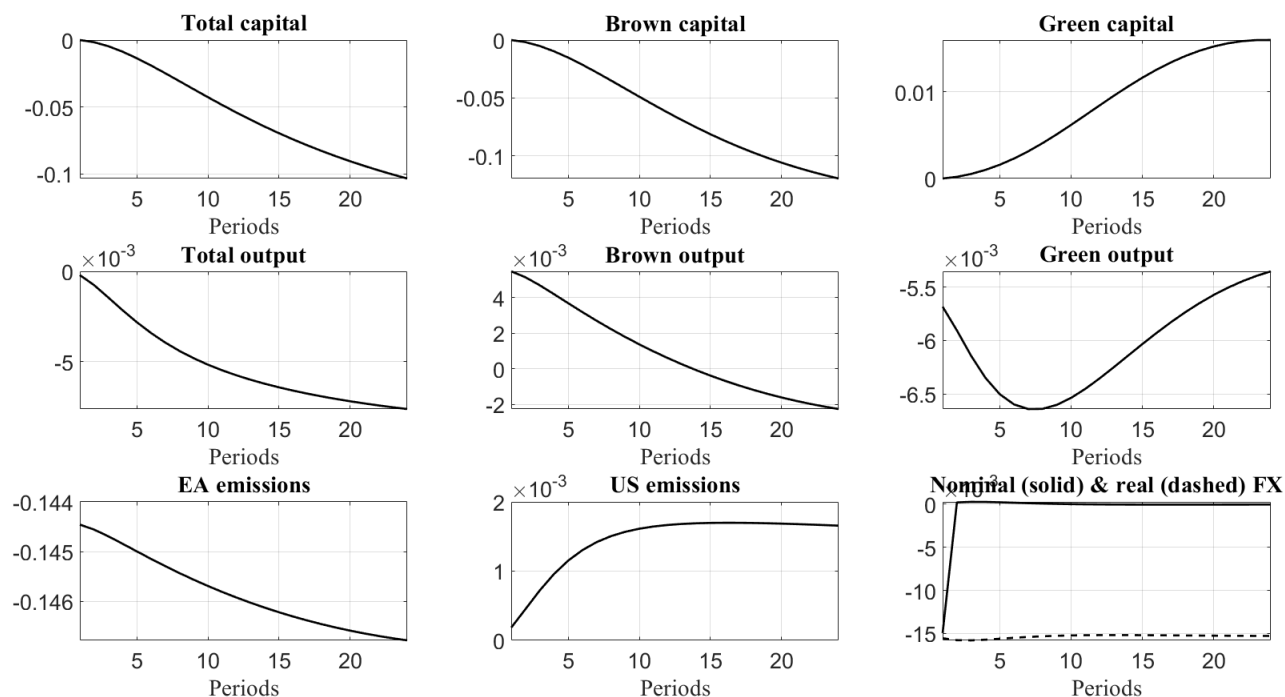 Total capital
0
-0.05
-0.1
5 10 15 20
Periods
Brown capital
0
-0.05
-0.1
5 10 15 20
Periods
Green capital
0.01
0
5 10 15 20
Periods
×10⁻³ Total output
0
-5
5 10 15 20
Periods
×10⁻³ Brown output
4
2
0
-2
5 10 15 20
Periods
×10⁻³ Green output
-5.5
-6
-6.5
5 10 15 20
Periods
EA emissions
-0.144
-0.145
-0.146
5 10 15 20
Periods
×10⁻³ US emissions
2
1
0
5 10 15 20
Periods
Nominal (solid) & real (dashed) FX
0
-5
-10
-15
5 10 15 20
Periods